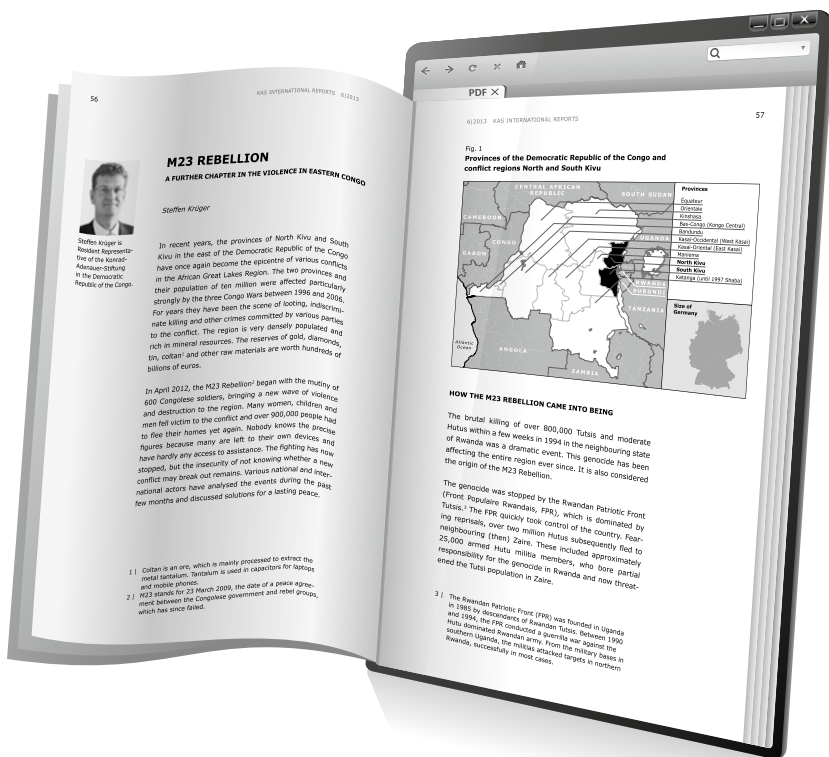 56
KAS INTERNATIONAL REPORTS 6|2013
M23 REBELLION
A FURTHER CHAPTER IN THE VIOLENCE IN EASTERN CONGO
Steffen Krüger
Steffen Krüger is
Resident Representa-
tive of the Konrad-
Adenauer-Stiftung
in the Democratic
Republic of the Congo.
In recent years, the provinces of North Kivu and South
Kivu in the east of the Democratic Republic of the Congo
have once again become the epicentre of various conflicts
in the African Great Lakes Region. The two provinces and
their population of ten million were affected particularly
strongly by the three Congo Wars between 1996 and 2006.
For years they have been the scene of looting, indiscrimi-
nate killing and other crimes committed by various parties
to the conflict. The region is very densely populated and
rich in mineral resources. The reserves of gold, diamonds,
tin, coltan¹ and other raw materials are worth hundreds of
billions of euros.
In April 2012, the M23 Rebellion² began with the mutiny of
600 Congolese soldiers, bringing a new wave of violence
and destruction to the region. Many women, children and
men fell victim to the conflict and over 900,000 people had
to flee their homes yet again. Nobody knows the precise
figures because many are left to their own devices and
have hardly any access to assistance. The fighting has now
stopped, but the insecurity of not knowing whether a new
conflict may break out remains. Various national and inter-
national actors have analysed the events during the past
few months and discussed solutions for a lasting peace.
1 | Coltan is an ore, which is mainly processed to extract the
metal tantalum. Tantalum is used in capacitors for laptops
and mobile phones.
2 | M23 stands for 23 March 2009, the date of a peace agree-
ment between the Congolese government and rebel groups,
which has since failed.
PDF
6|2013 KAS INTERNATIONAL REPORTS
57
Fig. 1
Provinces of the Democratic Republic of the Congo and
conflict regions North and South Kivu
CENTRAL AFRICAN
REPUBLIC
SOUTH SUDAN
CAMEROON
CONGO
GABON
UGANDA
RWANDA
BURUNDI
TANZANIA
Atlantic
Ocean
ANGOLA
ZAMBIA
Provinces
Équateur
Orientale
Kinshasa
Bas-Congo (Kongo Central)
Bandundu
Kasai-Occidental (West Kasai)
Kasai-Oriental (East Kasai)
Maniema
North Kivu
South Kivu
Katanga (until 1997 Shaba)
Size of
Germany
HOW THE M23 REBELLION CAME INTO BEING
The brutal killing of over 800,000 Tutsis and moderate
Hutus within a few weeks in 1994 in the neighbouring state
of Rwanda was a dramatic event. This genocide has been
affecting the entire region ever since. It is also considered
the origin of the M23 Rebellion.
The genocide was stopped by the Rwandan Patriotic Front
(Front Populaire Rwandais, FPR), which is dominated by
Tutsis.³ The FPR quickly took control of the country. Fear-
ing reprisals, over two million Hutus subsequently fled to
neighbouring (then) Zaire. These included approximately
25,000 armed Hutu militia members, who bore partial
responsibility for the genocide in Rwanda and now threat-
ened the Tutsi population in Zaire.
3 | The Rwandan Patriotic Front (FPR) was founded in Uganda
in 1985 by descendants of Rwandan Tutsis. Between 1990
and 1994, the FPR conducted a guerrilla war against the
Hutu dominated Rwandan army. From the military bases in
southern Uganda, the militias attacked targets in northern
Rwanda, successfully in most cases.